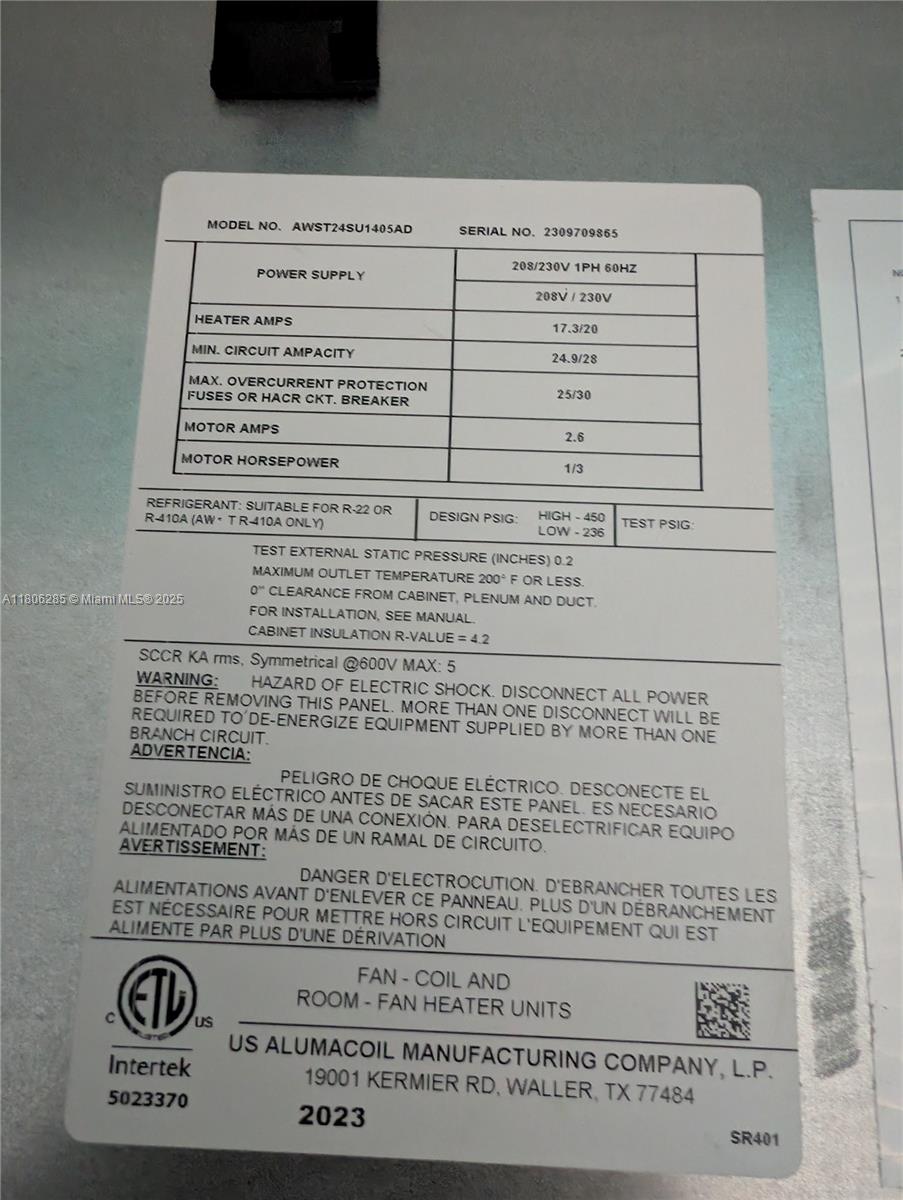 MODEL NO. AWST24SU1405AD SERIAL NO. 2309709865
POWER SUPPLY
208/230V 1PH 60HZ
208V / 230V
HEATER AMPS 17.3/20
MIN. CIRCUIT AMPACITY 24.9/28
MAX. OVERCURRENT PROTECTION
FUSES OR HACR CKT. BREAKER
25/30
MOTOR AMPS 2.6
MOTOR HORSEPOWER 1/3
REFRIGERANT: SUITABLE FOR R-22 OR
R-410A (AW* T R-410A ONLY)
DESIGN PSIG: HIGH - 450
LOW - 236
TEST PSIG:
TEST EXTERNAL STATIC PRESSURE (INCHES) 0.2
MAXIMUM OUTLET TEMPERATURE 200° F OR LESS.
0" CLEARANCE FROM CABINET, PLENUM AND DUCT.
FOR INSTALLATION, SEE MANUAL.
CABINET INSULATION R-VALUE = 4.2
A11806285 © Miami MLS® 2025
SCCR KA rms, Symmetrical @600V MAX: 5
WARNING: HAZARD OF ELECTRIC SHOCK. DISCONNECT ALL POWER
BEFORE REMOVING THIS PANEL. MORE THAN ONE DISCONNECT WILL BE
REQUIRED TO DE-ENERGIZE EQUIPMENT SUPPLIED BY MORE THAN ONE
BRANCH CIRCUIT.
ADVERTENCIA:
PELIGRO DE CHOQUE ELÉCTRICO. DESCONECTE EL
SUMINISTRO ELÉCTRICO ANTES DE SACAR ESTE PANEL. ES NECESARIO
DESCONECTAR MÁS DE UNA CONEXIÓN. PARA DESELECTRIFICAR EQUIPO
ALIMENTADO POR MÁS DE UN RAMAL DE CIRCUITO.
AVERTISSEMENT:
DANGER D'ELECTROCUTION. D'EBRANCHER TOUTES LES
ALIMENTATIONS AVANT D'ENLEVER CE PANNEAU. PLUS D'UN DÉBRANCHEMENT
EST NÉCESSAIRE POUR METTRE HORS CIRCUIT L'EQUIPEMENT QUI EST
ALIMENTE PAR PLUS D'UNE DÉRIVATION
FAN - COIL AND
ROOM - FAN HEATER UNITS
C ETL US
LISTED
Intertek
5023370
US ALUMACOIL MANUFACTURING COMPANY, L.P.
19001 KERMIER RD, WALLER, TX 77484
2023
SR401